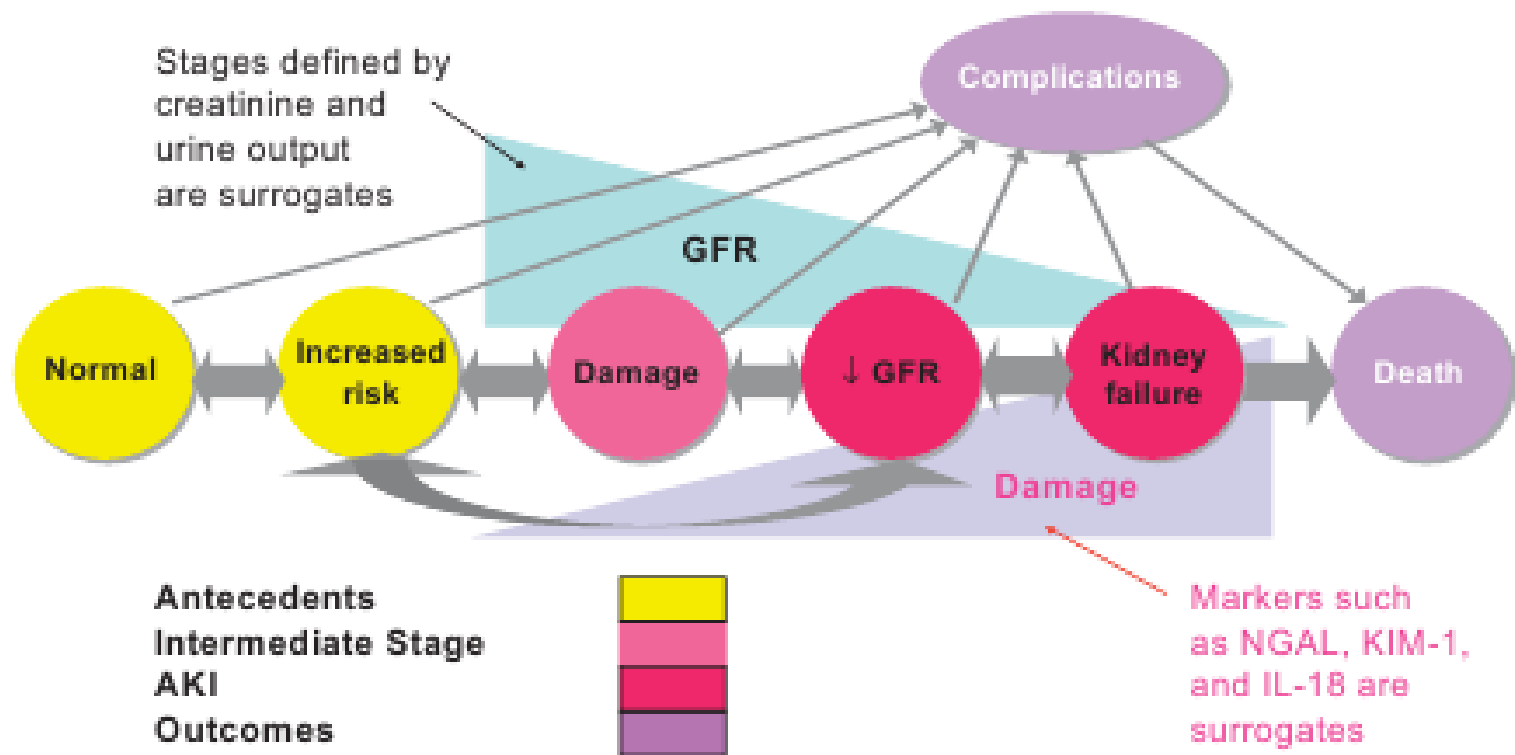 Stages defined by
creatinine and
urine output
are surrogates
Complications
GFR
Normal
Increased
risk
Damage
↓ GFR
Kidney
failure
Death
Damage
Antecedents
Intermediate Stage
AKI
Outcomes
Markers such
as NGAL, KIM-1,
and IL-18 are
surrogates